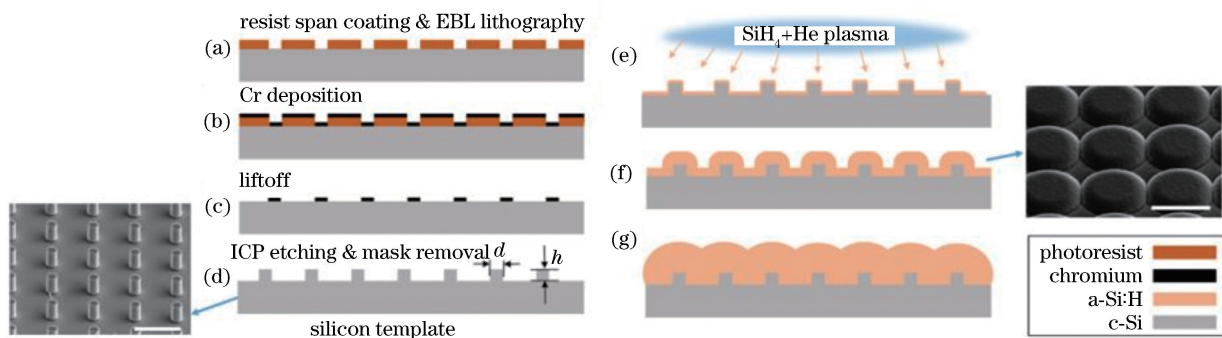 resist span coating & EBL lithography
(a)
Cr deposition
(b)
liftoff
(c)
ICP etching & mask removal
d
h
(d)
silicon template
SiH4+He plasma
(e)
(f)
(g)
photoresist
chromium
a-Si:H
c-Si